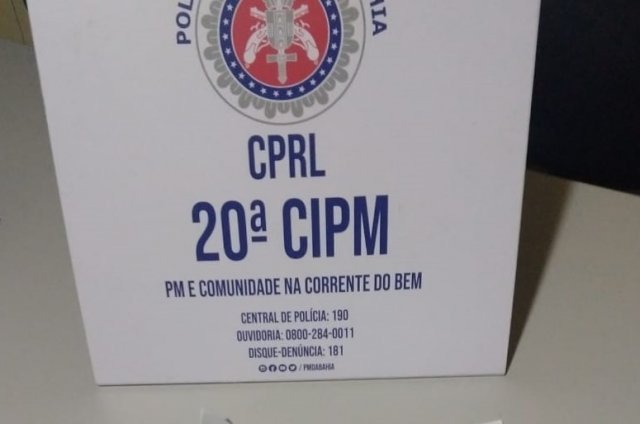 CPRL
20ª CIPM
PM E COMUNIDADE NA CORRENTE DO BEM
CENTRAL DE POLÍCIA: 190
OUVIDORIA: 0800-284-0011
DISQUE-DENÚNCIA: 181
/ PMDABAHIA